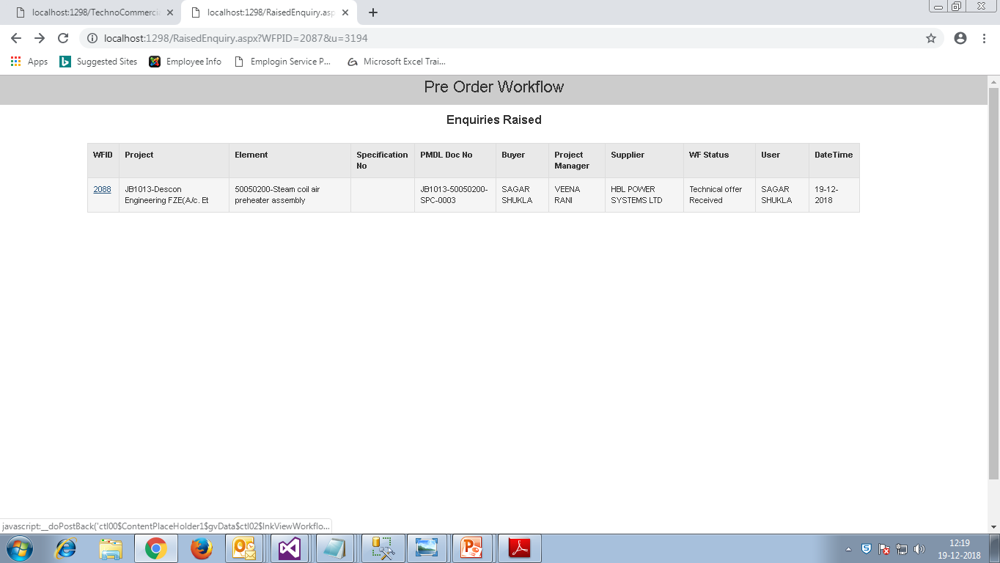 localhost:1298/TechnoCommercia
localhost:1298/RaisedEnquiry.asp
localhost:1298/RaisedEnquiry.aspx?WFPID=2087&u=3194
Apps Suggested Sites Employee Info Emplogin Service P... Microsoft Excel Trai...
Pre Order Workflow
Enquiries Raised
WFID Project Element Specification No PMDL Doc No Buyer Project Manager Supplier WF Status User DateTime
2088 JB1013-Descon Engineering FZE(A/c. Et 50050200-Steam coil air preheater assembly JB1013-50050200-SPC-0003 SAGAR SHUKLA VEENA RANI HBL POWER SYSTEMS LTD Technical offer Received SAGAR SHUKLA 19-12-2018
javascript:__doPostBack('ctl00$ContentPlaceHolder1$gvData$ctl02$lnkViewWorkflo...
12:19
19-12-2018